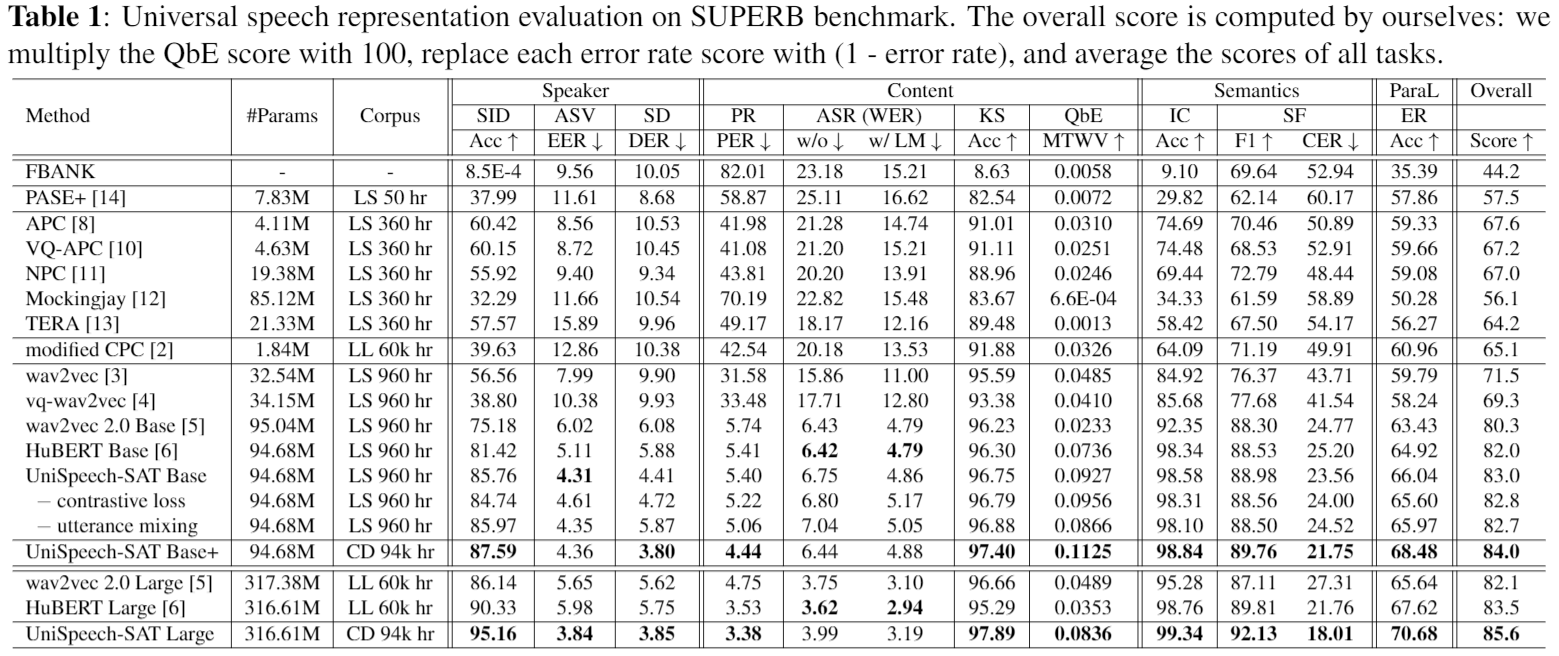 Table 1: Universal speech representation evaluation on SUPERB benchmark. The overall score is computed by ourselves: we
multiply the QbE score with 100, replace each error rate score with (1 - error rate), and average the scores of all tasks.
Speaker Content Semantics ParaL Overall
Method #Params Corpus SID ASV SD PR ASR (WER) KS QbE IC SF ER
Acc ↑ EER ↓ DER ↓ PER ↓ w/o ↓ w/ LM ↓ Acc ↑ MTWV ↑ Acc ↑ F1 ↑ CER ↓ Acc ↑ Score ↑
FBANK - - 8.5E-4 9.56 10.05 82.01 23.18 15.21 8.63 0.0058 9.10 69.64 52.94 35.39 44.2
PASE+ [14] 7.83M LS 50 hr 37.99 11.61 8.68 58.87 25.11 16.62 82.54 0.0072 29.82 62.14 60.17 57.86 57.5
APC [8] 4.11M LS 360 hr 60.42 8.56 10.53 41.98 21.28 14.74 91.01 0.0310 74.69 70.46 50.89 59.33 67.6
VQ-APC [10] 4.63M LS 360 hr 60.15 8.72 10.45 41.08 21.20 15.21 91.11 0.0251 74.48 68.53 52.91 59.66 67.2
NPC [11] 19.38M LS 360 hr 55.92 9.40 9.34 43.81 20.20 13.91 88.96 0.0246 69.44 72.79 48.44 59.08 67.0
Mockingjay [12] 85.12M LS 360 hr 32.29 11.66 10.54 70.19 22.82 15.48 83.67 6.6E-04 34.33 61.59 58.89 50.28 56.1
TERA [13] 21.33M LS 360 hr 57.57 15.89 9.96 49.17 18.17 12.16 89.48 0.0013 58.42 67.50 54.17 56.27 64.2
modified CPC [2] 1.84M LL 60k hr 39.63 12.86 10.38 42.54 20.18 13.53 91.88 0.0326 64.09 71.19 49.91 60.96 65.1
wav2vec [3] 32.54M LS 960 hr 56.56 7.99 9.90 31.58 15.86 11.00 95.59 0.0485 84.92 76.37 43.71 59.79 71.5
vq-wav2vec [4] 34.15M LS 960 hr 38.80 10.38 9.93 33.48 17.71 12.80 93.38 0.0410 85.68 77.68 41.54 58.24 69.3
wav2vec 2.0 Base [5] 95.04M LS 960 hr 75.18 6.02 6.08 5.74 6.43 4.79 96.23 0.0233 92.35 88.30 24.77 63.43 80.3
HuBERT Base [6] 94.68M LS 960 hr 81.42 5.11 5.88 5.41 6.42 4.79 96.30 0.0736 98.34 88.53 25.20 64.92 82.0
UniSpeech-SAT Base 94.68M LS 960 hr 85.76 4.31 4.41 5.40 6.75 4.86 96.75 0.0927 98.58 88.98 23.56 66.04 83.0
− contrastive loss 94.68M LS 960 hr 84.74 4.61 4.72 5.22 6.80 5.17 96.79 0.0956 98.31 88.56 24.00 65.60 82.8
− utterance mixing 94.68M LS 960 hr 85.97 4.35 5.87 5.06 7.04 5.05 96.88 0.0866 98.10 88.50 24.52 65.97 82.7
UniSpeech-SAT Base+ 94.68M CD 94k hr 87.59 4.36 3.80 4.44 6.44 4.88 97.40 0.1125 98.84 89.76 21.75 68.48 84.0
wav2vec 2.0 Large [5] 317.38M LL 60k hr 86.14 5.65 5.62 4.75 3.75 3.10 96.66 0.0489 95.28 87.11 27.31 65.64 82.1
HuBERT Large [6] 316.61M LL 60k hr 90.33 5.98 5.75 3.53 3.62 2.94 95.29 0.0353 98.76 89.81 21.76 67.62 83.5
UniSpeech-SAT Large 316.61M CD 94k hr 95.16 3.84 3.85 3.38 3.99 3.19 97.89 0.0836 99.34 92.13 18.01 70.68 85.6